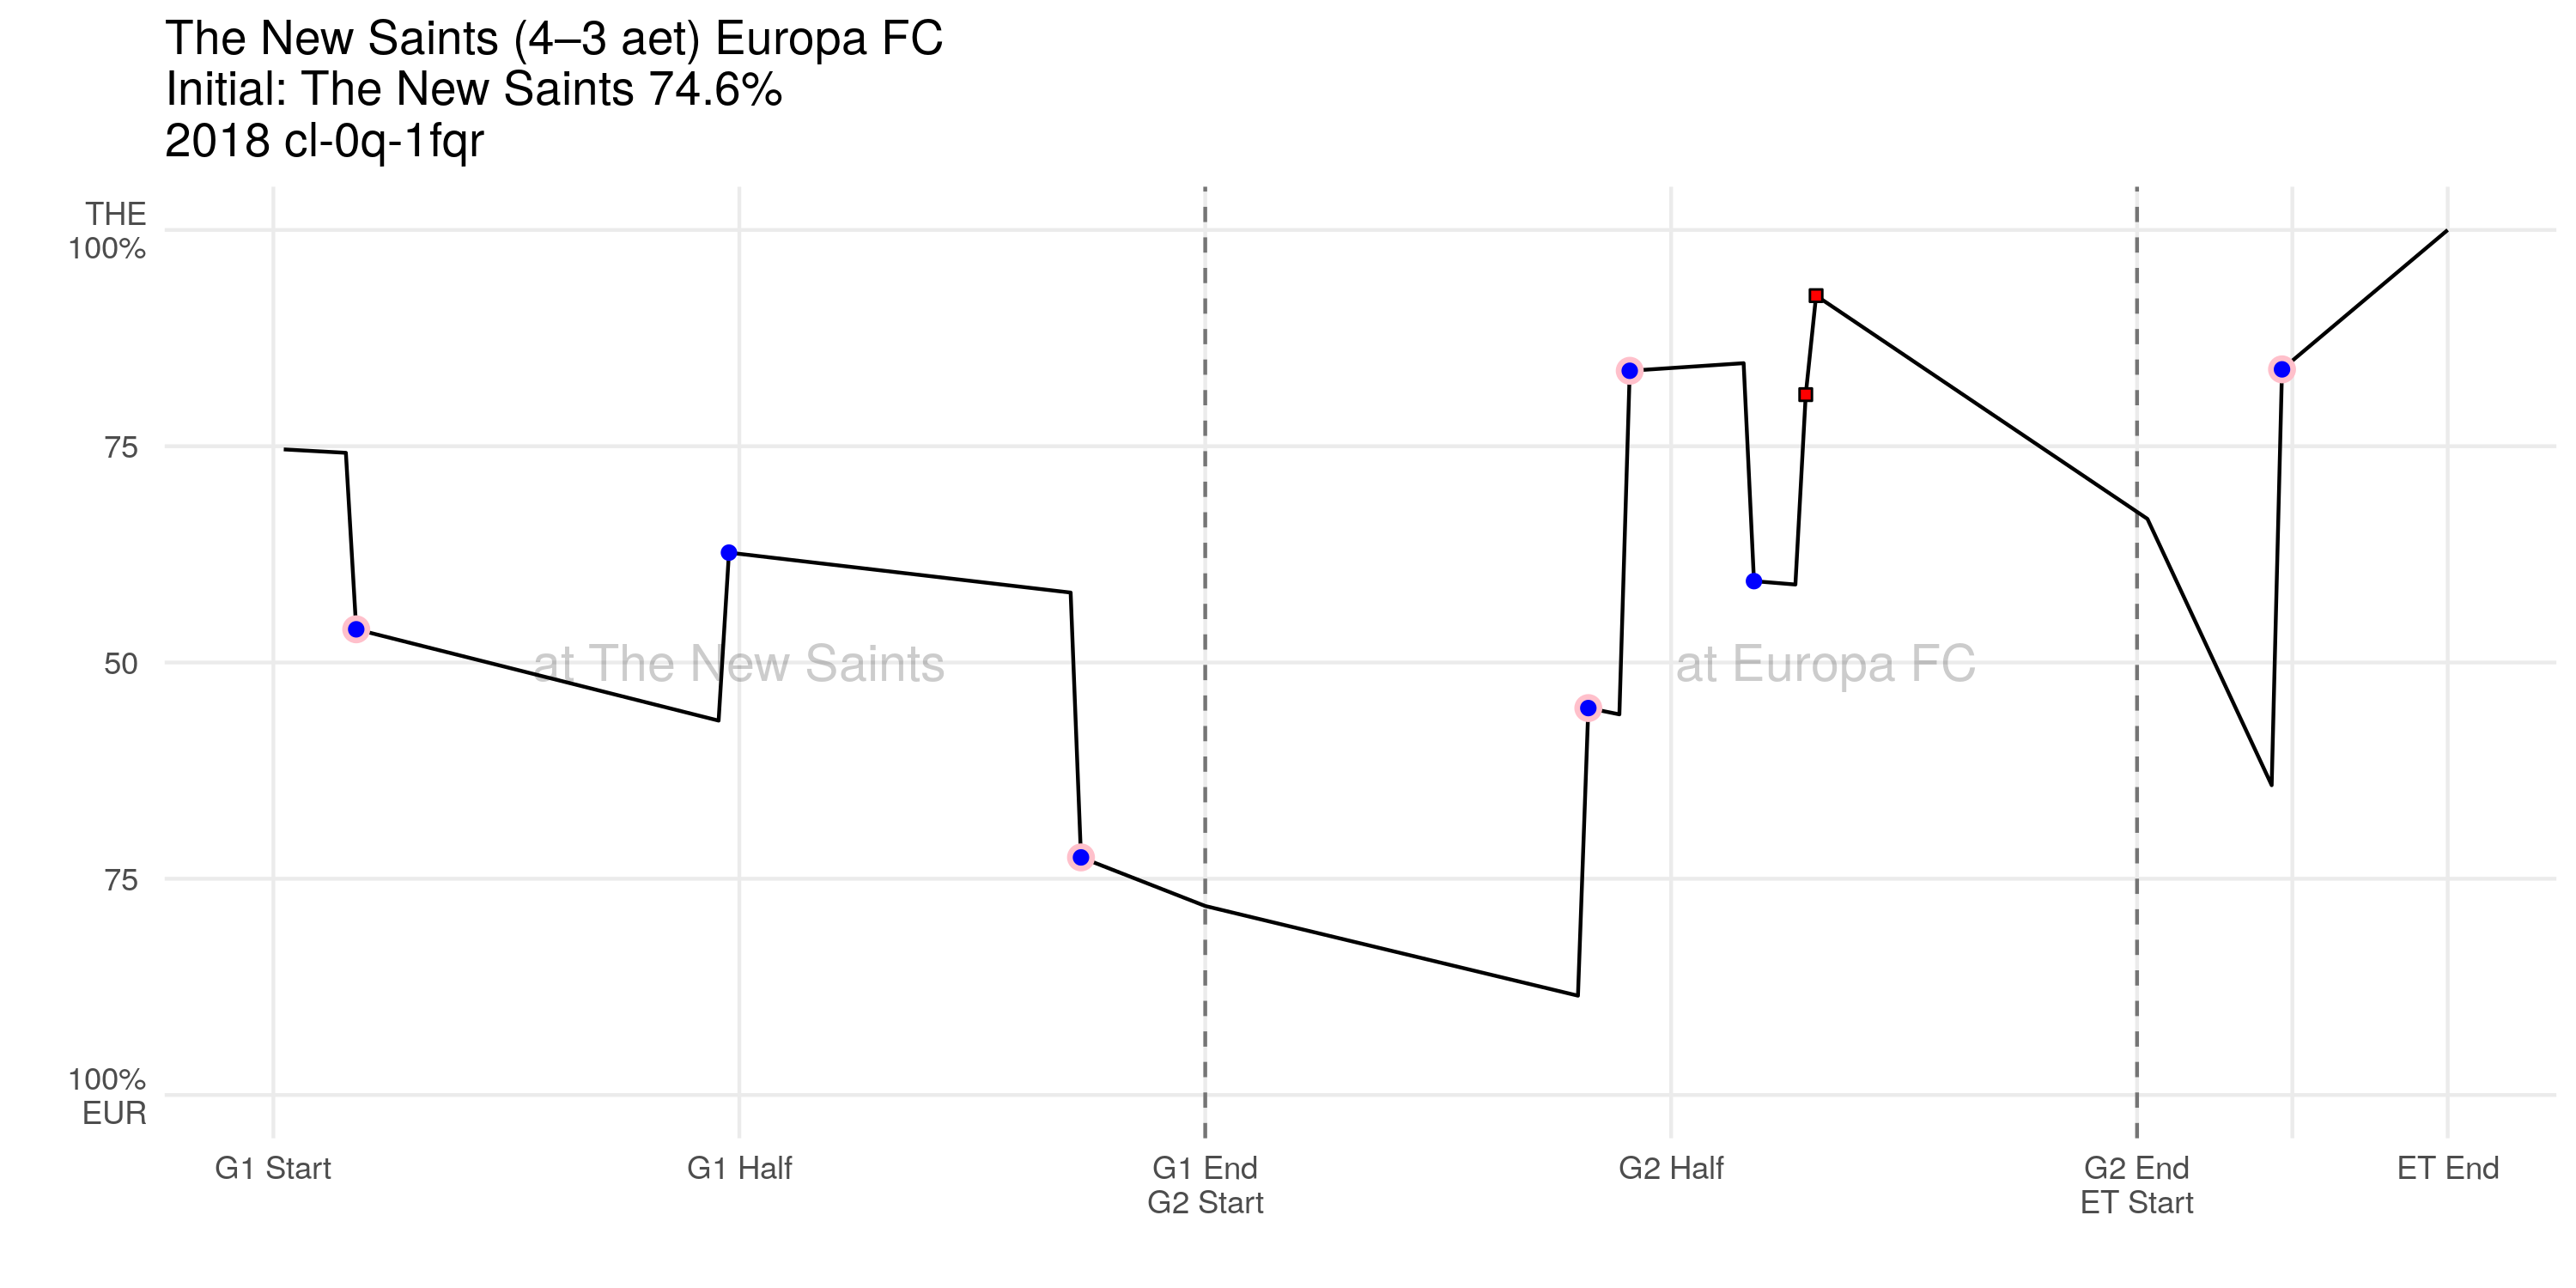 The New Saints (4–3 aet) Europa FC
Initial: The New Saints 74.6%
2018 cl-0q-1fqr
THE
100%
75
50
75
100%
EUR
at The New Saints
at Europa FC
G1 Start
G1 Half
G1 End
G2 Start
G2 Half
G2 End
ET Start
ET End